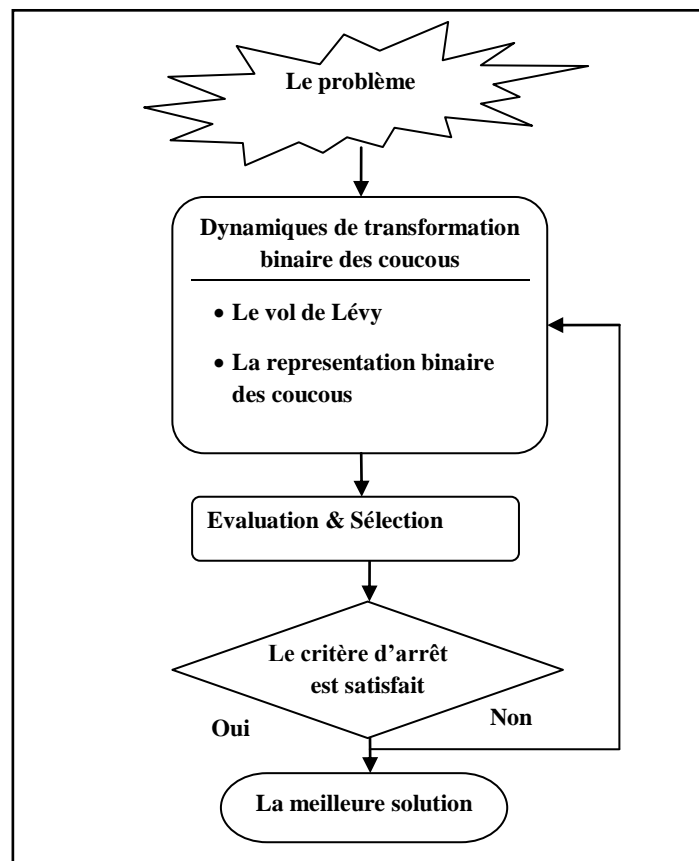 Le problème
Dynamiques de transformation
binaire des coucous
• Le vol de Lévy
• La representation binaire
des coucous
Evaluation & Sélection
Le critère d'arrêt
est satisfait
Oui
Non
La meilleure solution